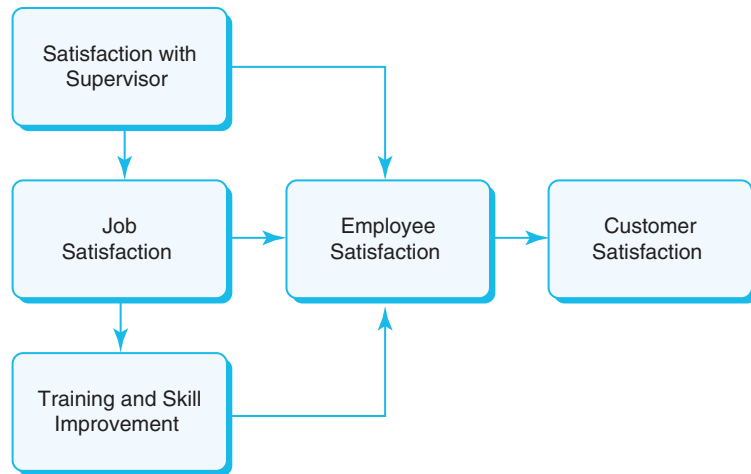 Satisfaction with
Supervisor
Job
Satisfaction
Employee
Satisfaction
Customer
Satisfaction
Training and Skill
Improvement